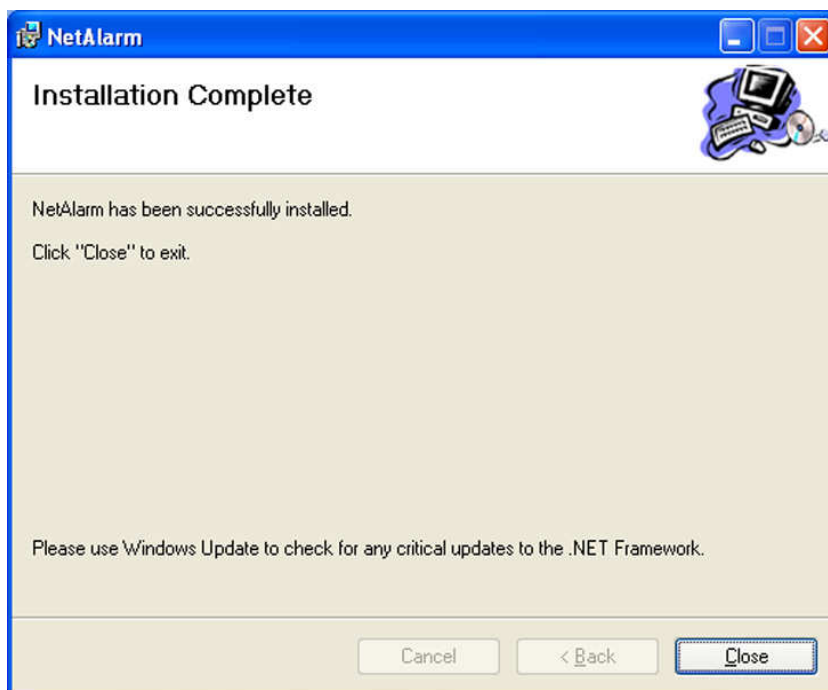 NetAlarm
Installation Complete
NetAlarm has been successfully installed.
Click "Close" to exit.
Please use Windows Update to check for any critical updates to the .NET Framework.
Cancel
< Back
Close